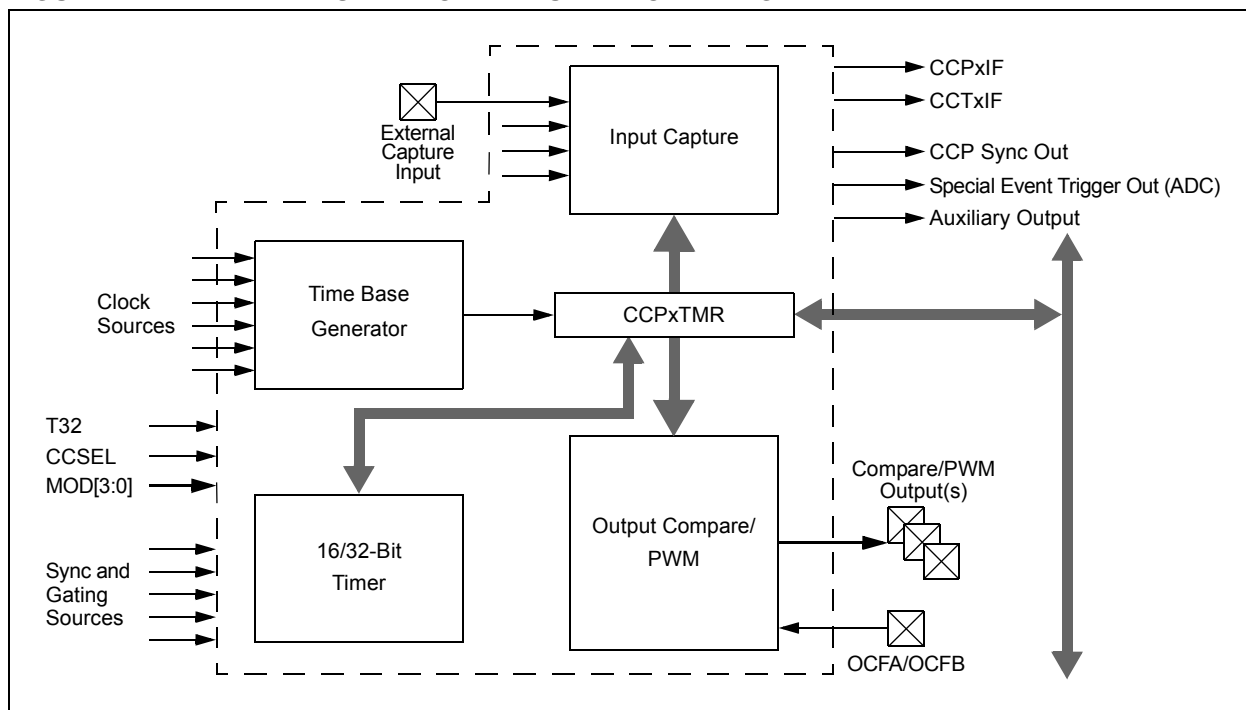 CCPxIF
CCTxIF
External
Capture
Input
Input Capture
CCP Sync Out
Special Event Trigger Out (ADC)
Auxiliary Output
Clock
Sources
Time Base
Generator
CCPxTMR
T32
CCSEL
MOD[3:0]
Sync and
Gating
Sources
16/32-Bit
Timer
Output Compare/
PWM
Compare/PWM
Output(s)
OCFA/OCFB